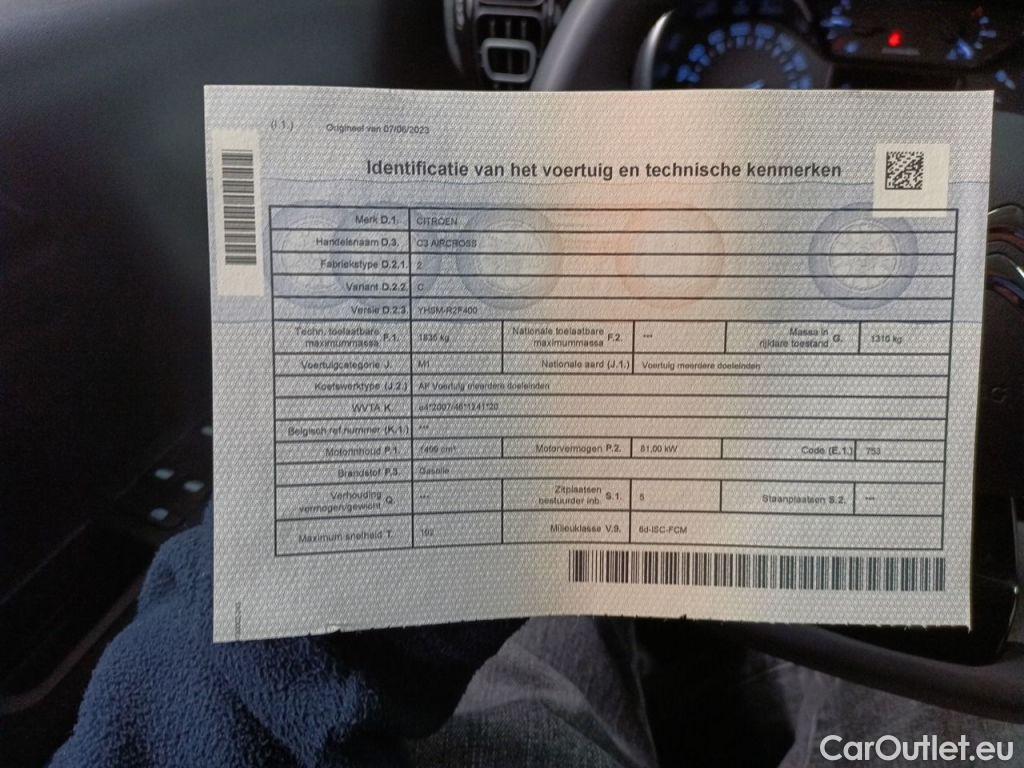 (I.1.) Origineel van 07/06/2023
Identificatie van het voertuig en technische kenmerken
Merk D.1. CITROEN
Handelsnaam D.3. C3 AIRCROSS
Fabriekstype D.2.1. 2
Variant D.2.2. C
Versie D.2.3. YHSM-R2F400
Techn. toelaatbare maximummassa F.1. 1835 kg Nationale toelaatbare maximummassa F.2. --- Massa in rijklare toestand G. 1310 kg
Voertuigcategorie J. M1 Nationale aard (J.1.) Voertuig meerdere doeleinden
Koetswerktype (J.2.) AF Voertuig meerdere doeleinden
WVTA K. e4*2007/46*1241*20
Belgisch ref.nummer (K.1.) ---
Motorinhoud P.1. 1499 cm³ Motorvermogen P.2. 81,00 kW Code (E.1.) 753
Brandstof P.3. Gasolie
Verhouding vermogen/gewicht Q. --- Zitplaatsen bestuurder inb. S.1. 5 Staanplaatsen S.2. ---
Maximum snelheid T. 192 Milieuklasse V.9. 6d-ISC-FCM
CarOutlet.eu